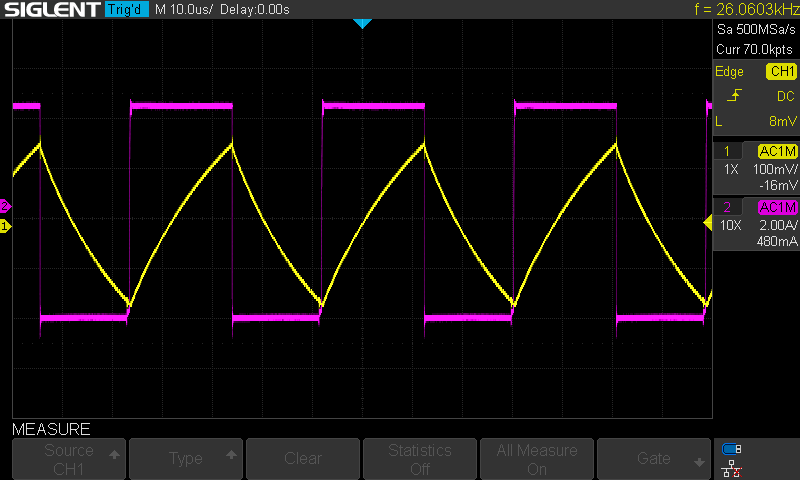 SIGLENT Trig'd M 10.0us/ Delay:0.00s f = 26.0603kHz
Sa 500MSa/s
Curr 70.0kpts
Edge CH1
DC
L 8mV
1 AC1M
1X 100mV/
-16mV
2 AC1M
10X 2.00A/
480mA
2
1
MEASURE
Source CH1
Type
Clear
Statistics Off
All Measure On
Gate